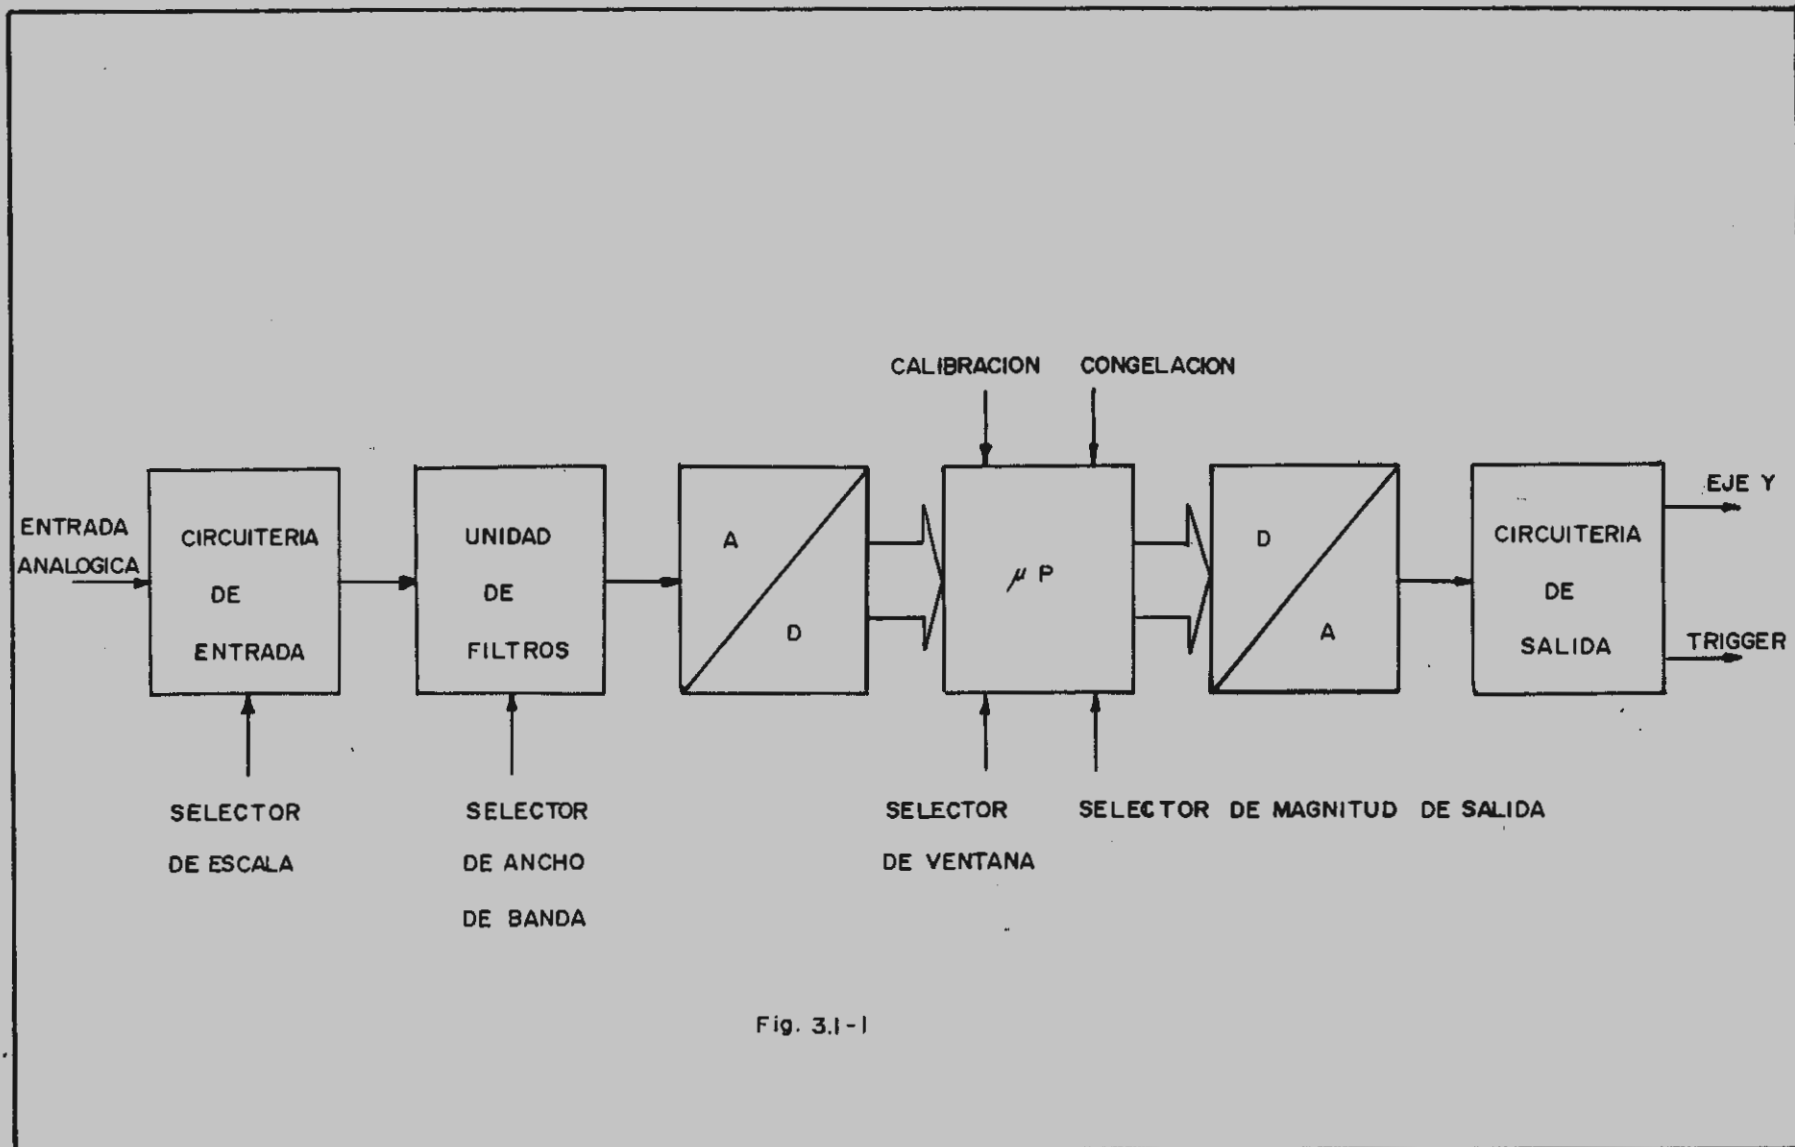 CALIBRACION CONGELACION
ENTRADA
ANALOGICA
CIRCUITERIA
DE
ENTRADA
UNIDAD
DE
FILTROS
A
D
μ P
D
A
CIRCUITERIA
DE
SALIDA
EJE Y
TRIGGER
SELECTOR
DE ESCALA
SELECTOR
DE ANCHO
DE BANDA
SELECTOR
DE VENTANA
SELECTOR DE MAGNITUD DE SALIDA
Fig. 3.1-1